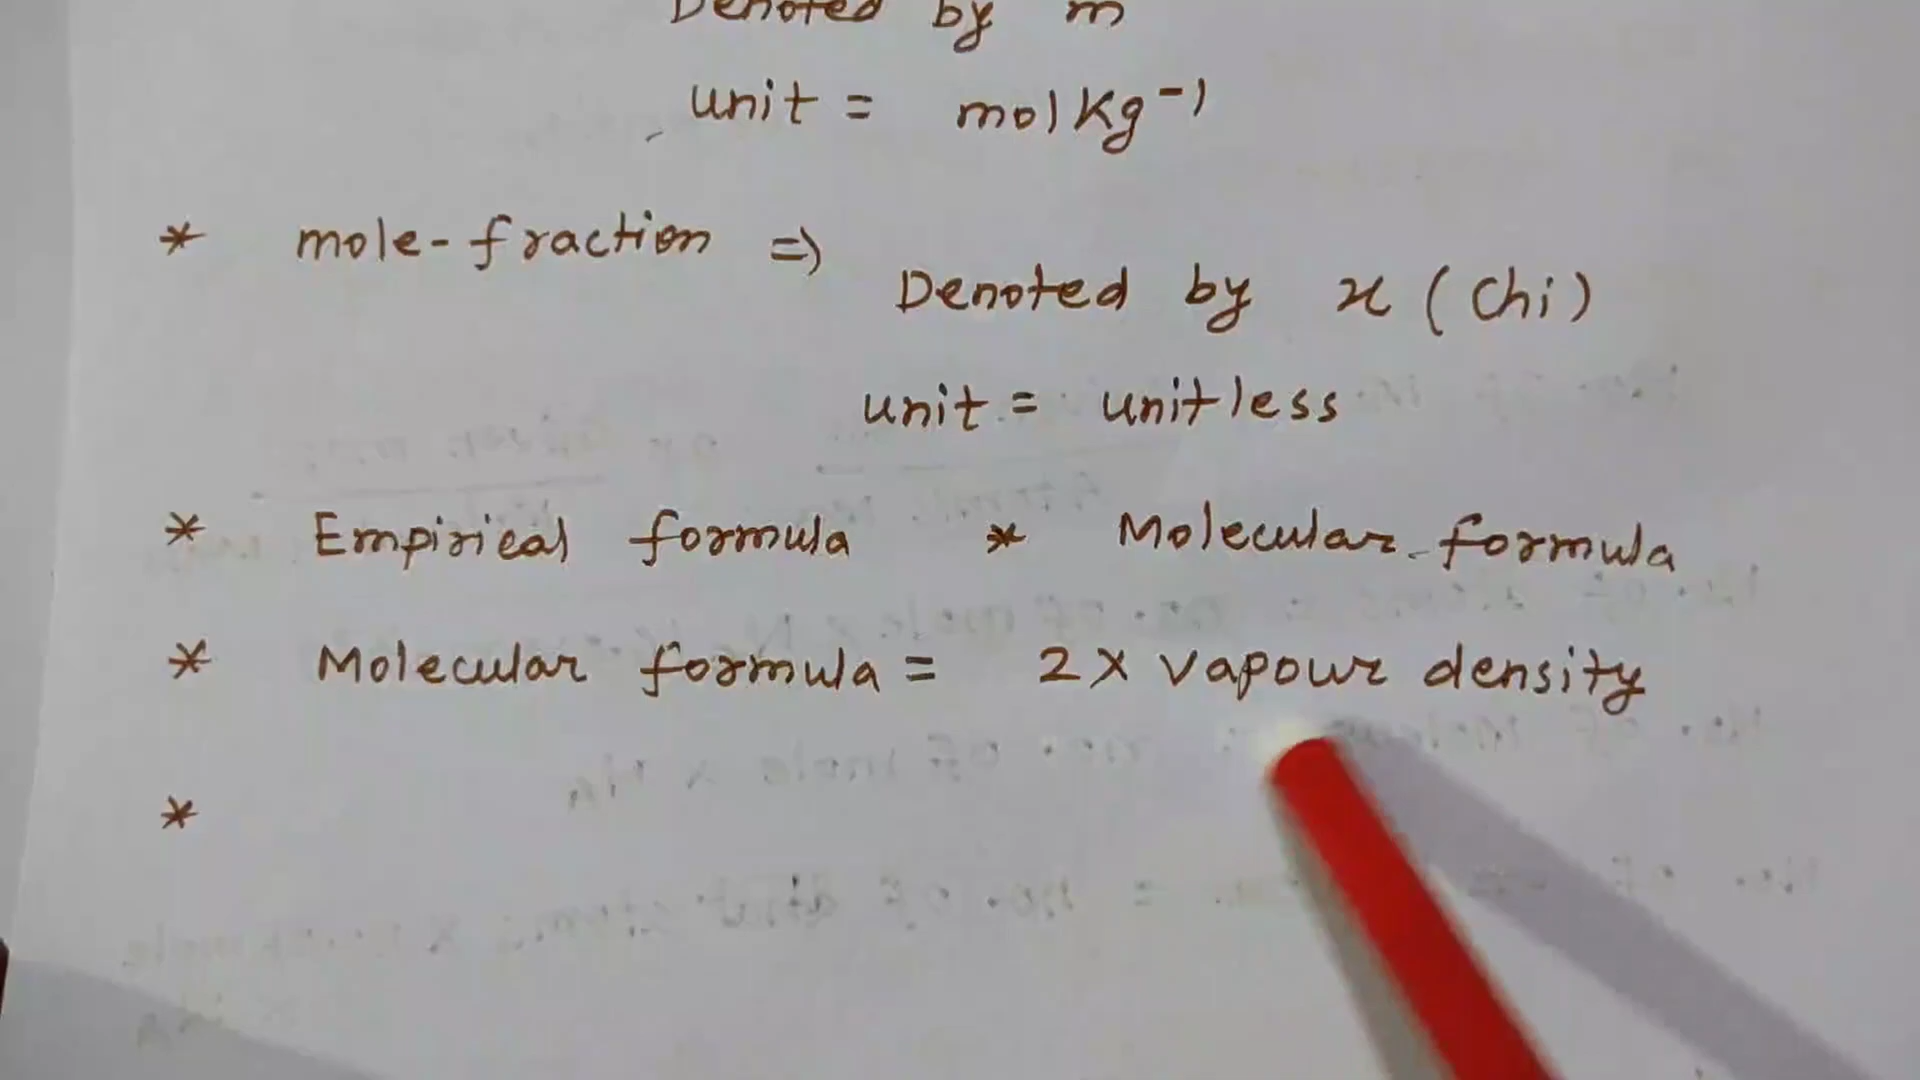 Denoted by m
unit = mol Kg⁻¹
* mole-fraction ⇒
Denoted by x (Chi)
unit = unitless
* Empirical formula * Molecular formula
* Molecular formula = 2 x vapour density
*